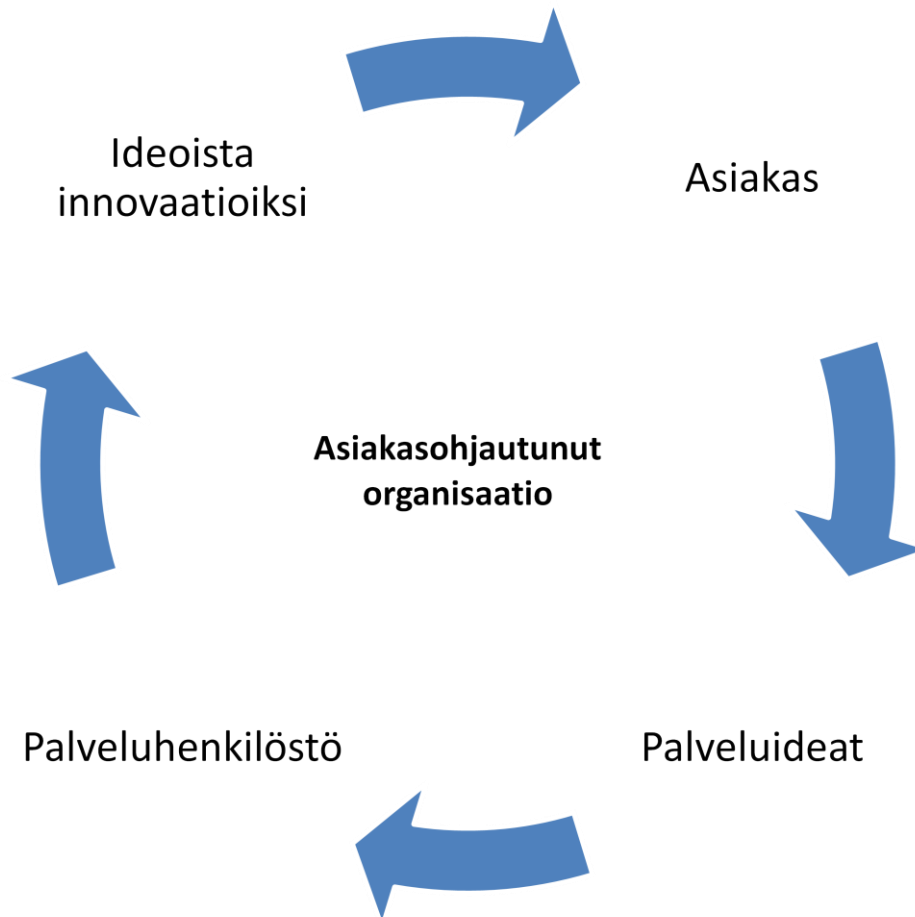 Ideoista
innovaatioiksi
Asiakas
Asiakasohjautunut
organisaatio
Palveluhenkilöstö
Palveluideat